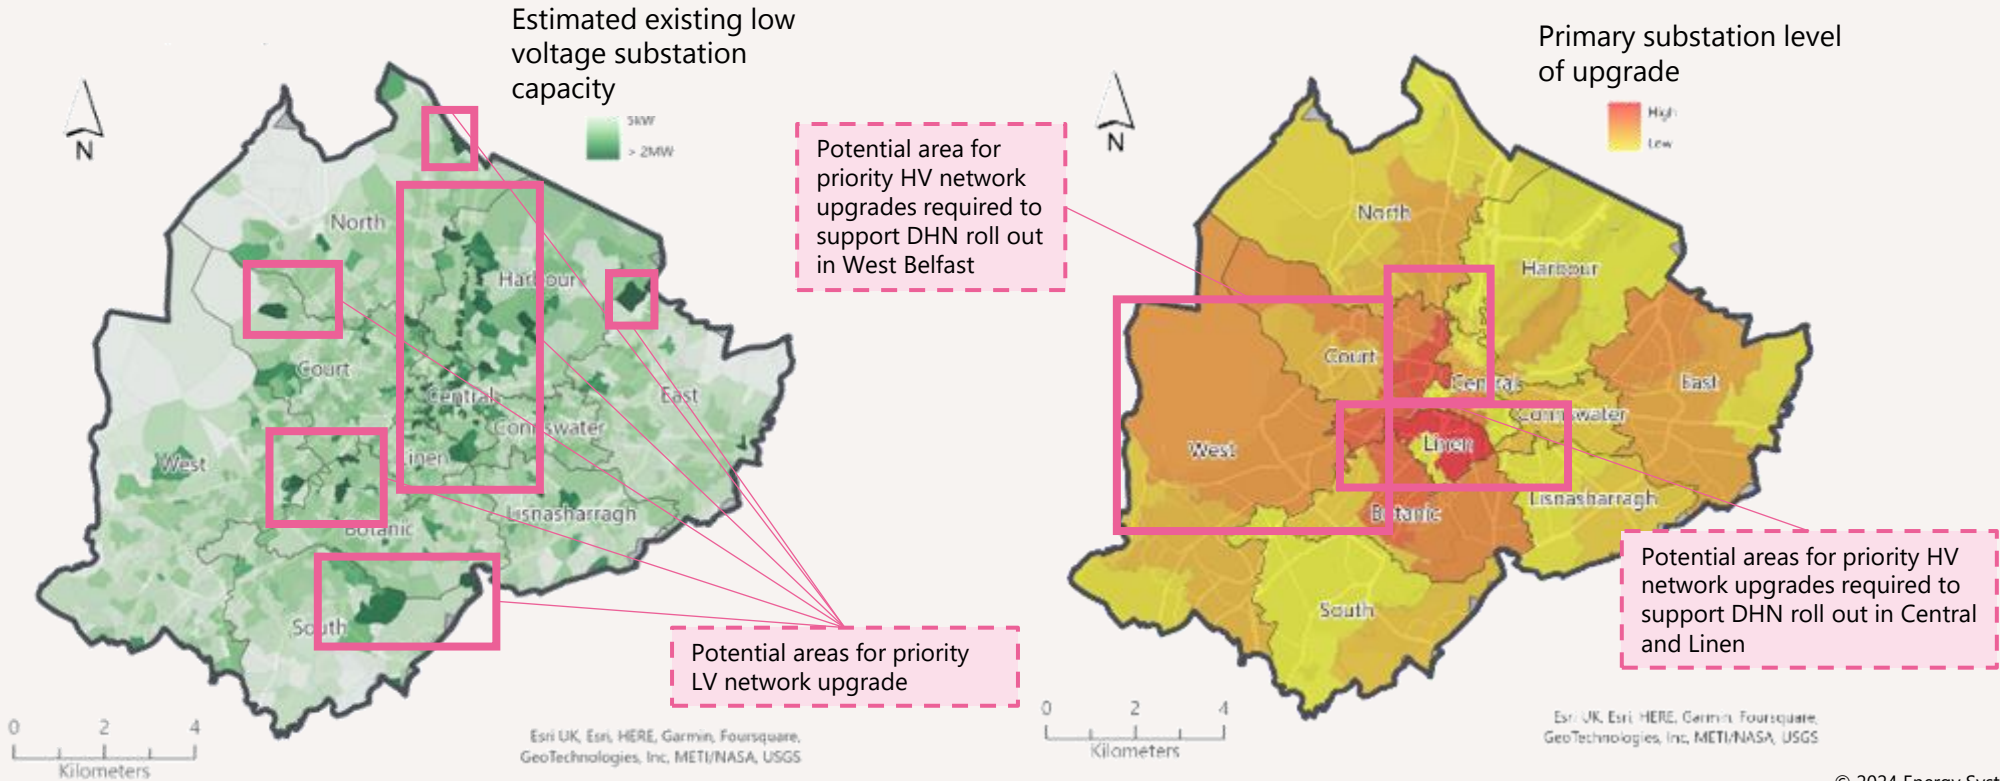 Estimated existing low
voltage substation
capacity
5kW
> 2MW
N
North
Harbour
Court
Central
East
Connswater
West
Linen
Lisnasharragh
Botanic
South
Potential areas for priority
LV network upgrade
0 2 4
Kilometers
Esri UK, Esri, HERE, Garmin, Foursquare,
GeoTechnologies, Inc, METI/NASA, USGS
Potential area for
priority HV network
upgrades required to
support DHN roll out
in West Belfast
Primary substation level
of upgrade
High
Low
N
North
Harbour
Court
Central
East
Connswater
Linen
West
Lisnasharragh
Botanic
South
Potential areas for priority HV
network upgrades required to
support DHN roll out in Central
and Linen
0 2 4
Kilometers
Esri UK, Esri, HERE, Garmin, Foursquare,
GeoTechnologies, Inc, METI/NASA, USGS
© 2024 Energy Syst